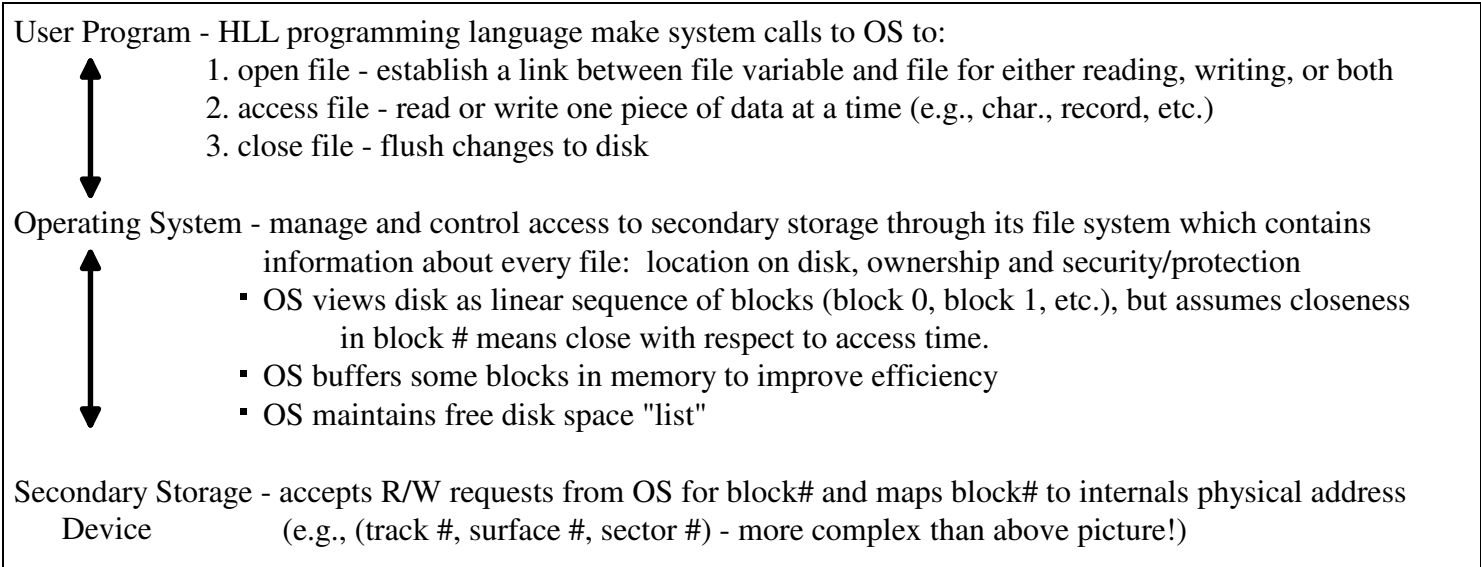 User Program - HLL programming language make system calls to OS to:
1. open file - establish a link between file variable and file for either reading, writing, or both
2. access file - read or write one piece of data at a time (e.g., char., record, etc.)
3. close file - flush changes to disk
Operating System - manage and control access to secondary storage through its file system which contains
information about every file:  location on disk, ownership and security/protection
▪ OS views disk as linear sequence of blocks (block 0, block 1, etc.), but assumes closeness
in block # means close with respect to access time.
▪ OS buffers some blocks in memory to improve efficiency
▪ OS maintains free disk space "list"
Secondary Storage - accepts R/W requests from OS for block# and maps block# to internals physical address
Device (e.g., (track #, surface #, sector #) - more complex than above picture!)